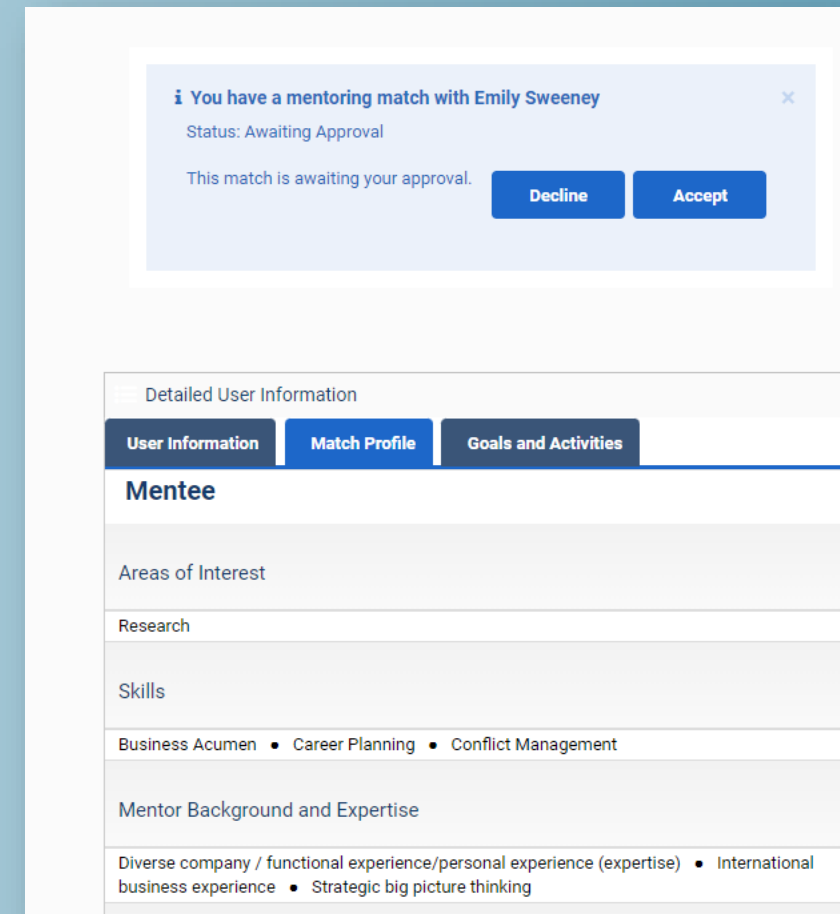 You have a mentoring match with Emily Sweeney
Status: Awaiting Approval
This match is awaiting your approval.
Decline
Accept
Detailed User Information
User Information
Match Profile
Goals and Activities
Mentee
Areas of Interest
Research
Skills
Business Acumen ● Career Planning ● Conflict Management
Mentor Background and Expertise
Diverse company / functional experience/personal experience (expertise) ● International
business experience ● Strategic big picture thinking